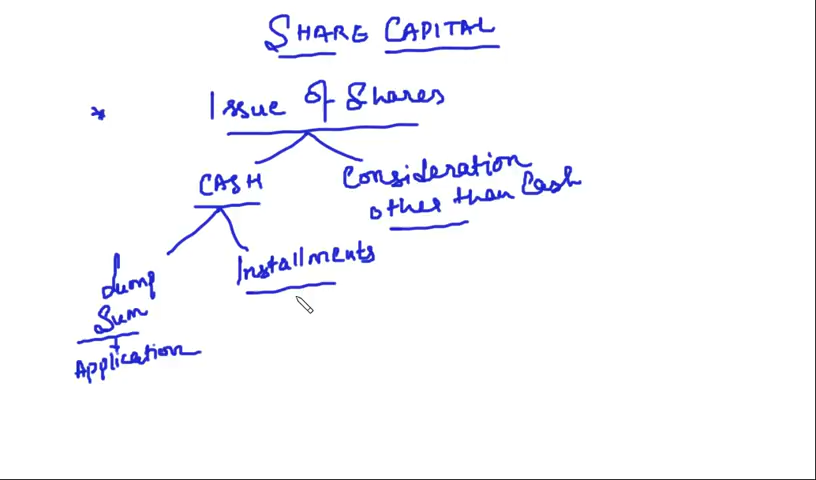 SHARE CAPITAL
* Issue of Shares
CASH
Consideration
other than Cash
Installments
Lump
Sum
Application